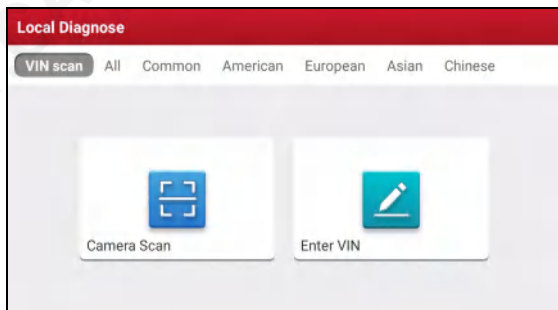 Local Diagnose
VIN scan All Common American European Asian Chinese
Camera Scan Enter VIN